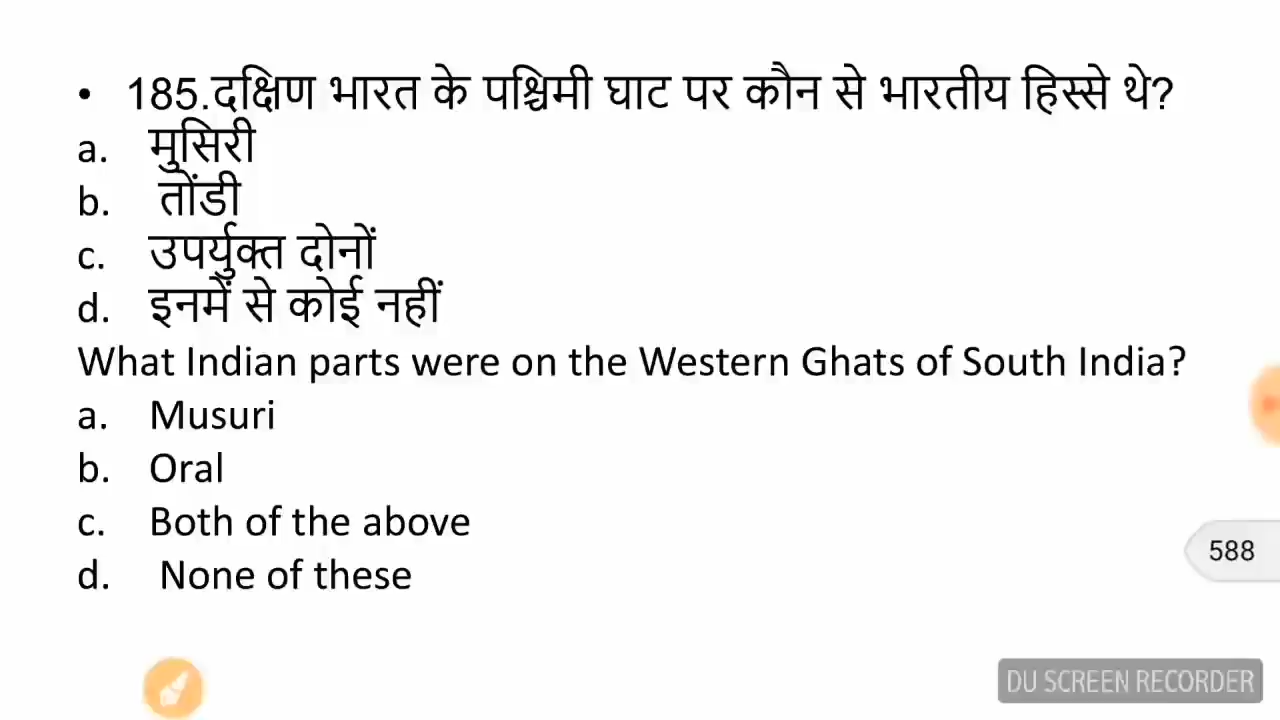 • 185.दक्षिण भारत के पश्चिमी घाट पर कौन से भारतीय हिस्से थे?
a. मुसिरी
b. तोंडी
c. उपर्युक्त दोनों
d. इनमें से कोई नहीं
What Indian parts were on the Western Ghats of South India?
a. Musuri
b. Oral
c. Both of the above
d. None of these
588
DU SCREEN RECORDER